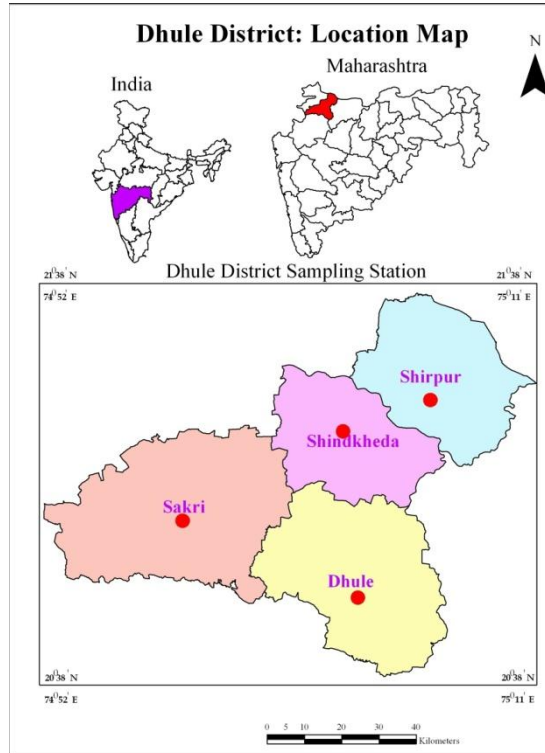 Dhule District: Location Map
India
Maharashtra
N
Dhule District Sampling Station
21°38' N
74°52' E
21°38' N
75°11' E
Shirpur
Shindkheda
Sakri
Dhule
20°38' N
74°52' E
20°38' N
75°11' E
0 5 10 20 30 40
Kilometers